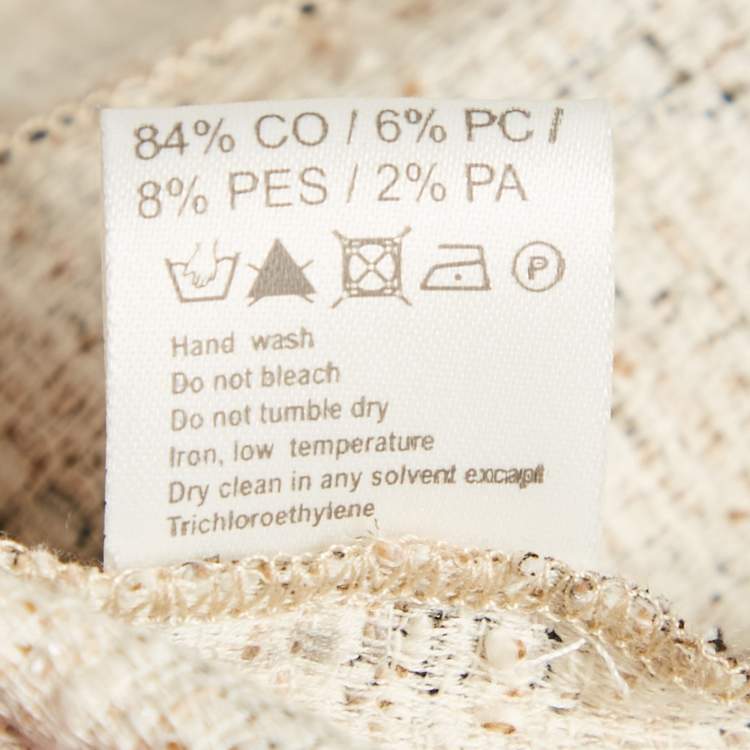 84% CO / 6% PC /
8% PES / 2% PA
P
Hand wash
Do not bleach
Do not tumble dry
Iron, low temperature
Dry clean in any solvent
Trichloroethylene